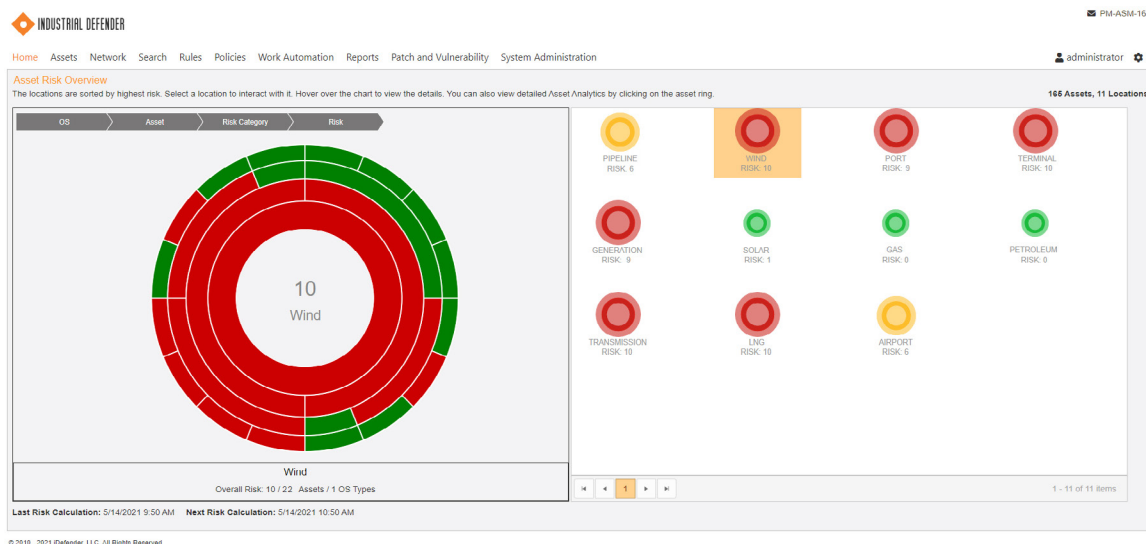 PM-ASM-16
INDUSTRIAL DEFENDER
Home Assets Network Search Rules Policies Work Automation Reports Patch and Vulnerability System Administration administrator
Asset Risk Overview
The locations are sorted by highest risk. Select a location to interact with it. Hover over the chart to view the details. You can also view detailed Asset Analytics by clicking on the asset ring. 165 Assets, 11 Locations
OS Asset Risk Category Risk
PIPELINE WIND PORT TERMINAL
RISK: 6 RISK: 10 RISK: 9 RISK: 10
GENERATION SOLAR GAS PETROLEUM
RISK: 9 RISK: 1 RISK: 0 RISK: 0
10
Wind
TRANSMISSION LNG AIRPORT
RISK: 10 RISK: 10 RISK: 6
Wind
Overall Risk: 10 / 22 Assets / 1 OS Types
1 1 - 11 of 11 items
Last Risk Calculation: 5/14/2021 9:50 AM Next Risk Calculation: 5/14/2021 10:50 AM
© 2010 - 2021 iDefender, LLC. All Rights Reserved